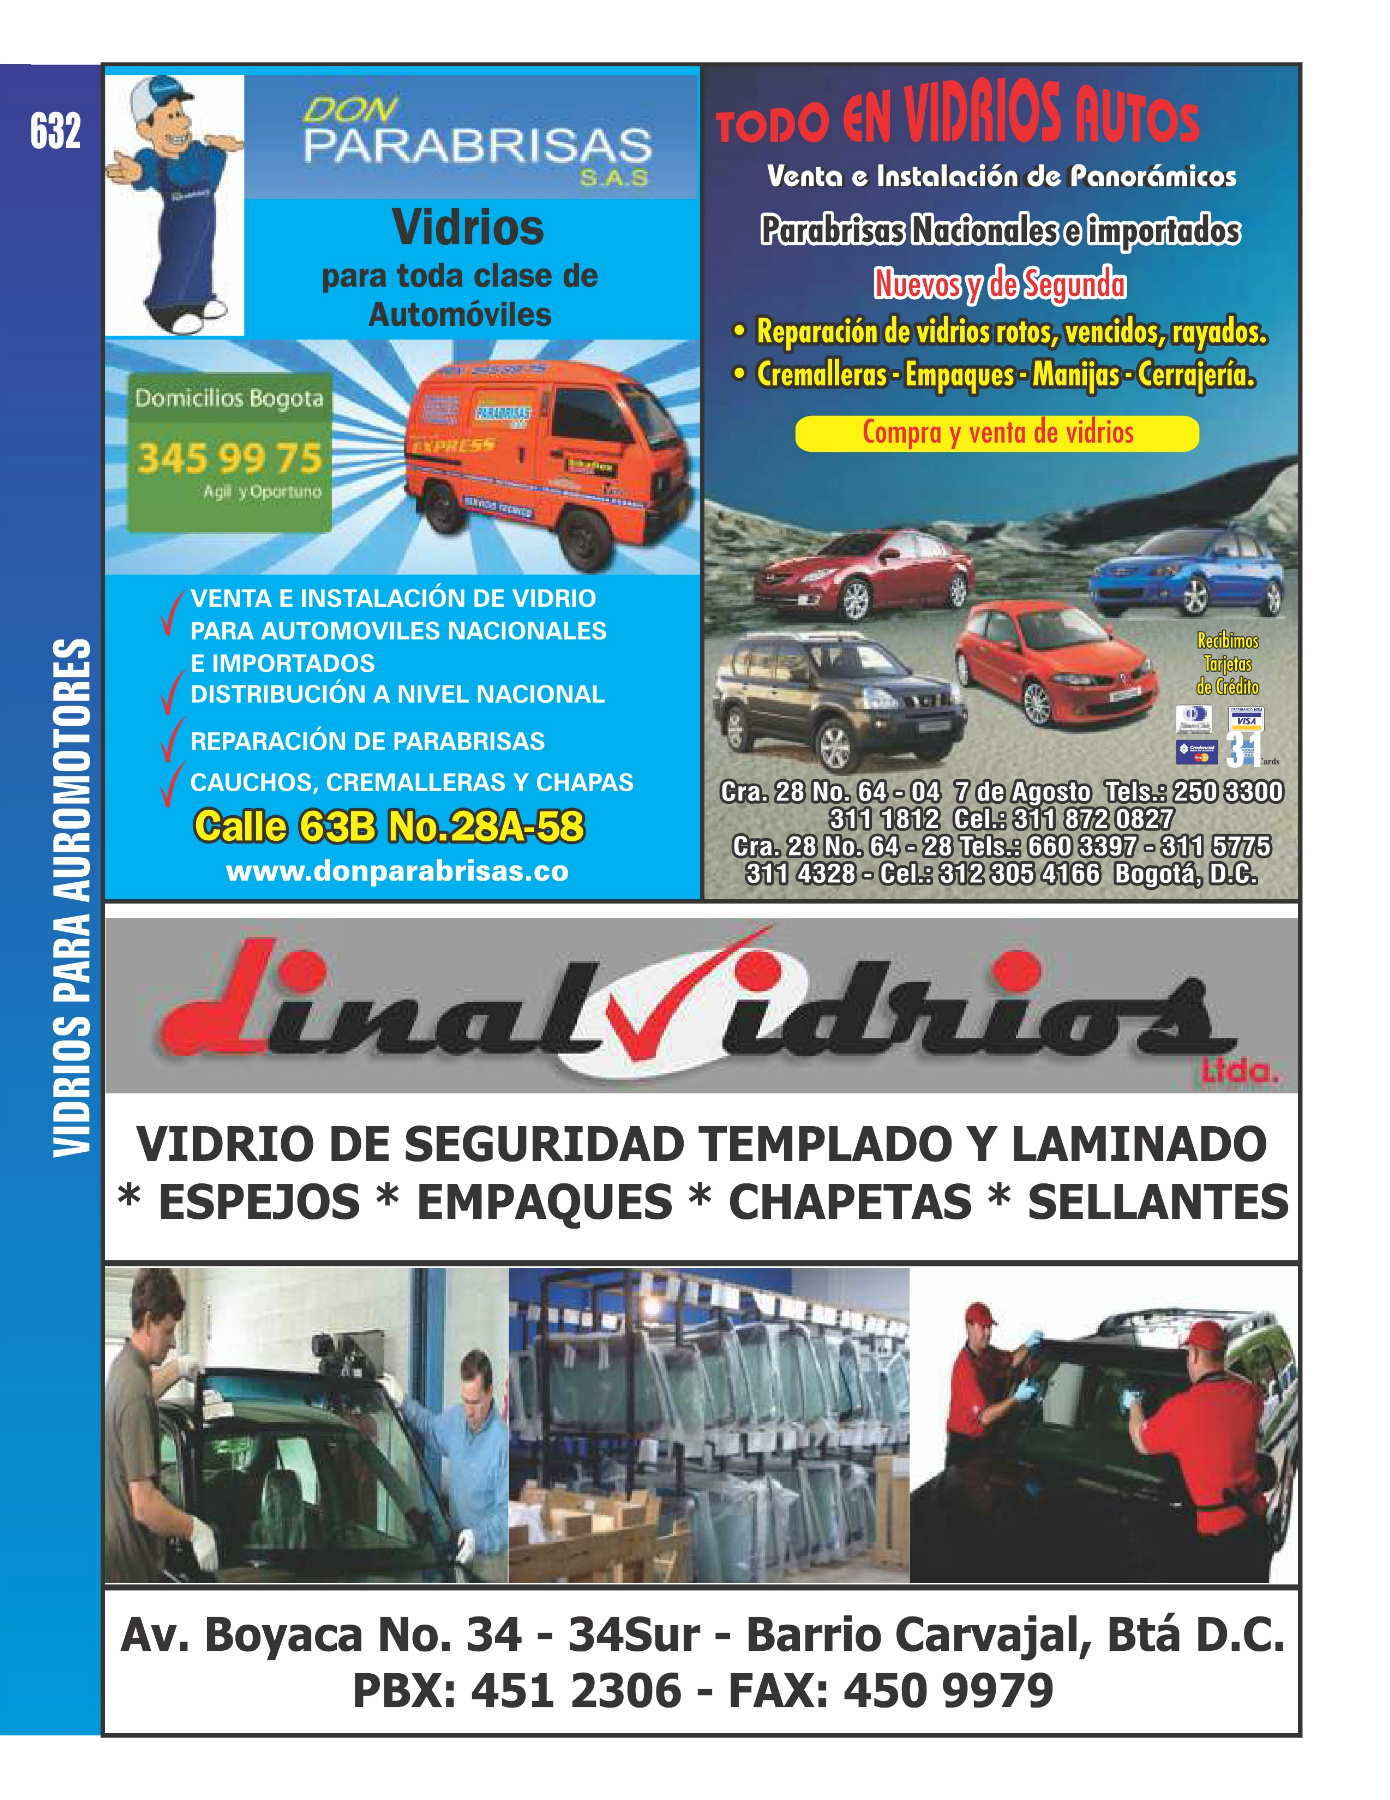 632
VIDRIOS PARA AUROMOTORES
DON
PARABRISAS
S.A.S
Vidrios
para toda clase de
Automóviles
Domicilios Bogota
345 99 75
Agil y Oportuno
PARABRISAS
EXPRESS
SERVICIO TECNICO
VENTA E INSTALACIÓN DE VIDRIO
PARA AUTOMOVILES NACIONALES
E IMPORTADOS
DISTRIBUCIÓN A NIVEL NACIONAL
REPARACIÓN DE PARABRISAS
CAUCHOS, CREMALLERAS Y CHAPAS
Calle 63B No.28A-58
www.donparabrisas.co
TODO EN VIDRIOS AUTOS
Venta e Instalación de Panorámicos
Parabrisas Nacionales e importados
Nuevos y de Segunda
• Reparación de vidrios rotos, vencidos, rayados.
• Cremalleras - Empaques - Manijas - Cerrajería.
Compra y venta de vidrios
Recibimos
Tarjetas
de Crédito
VISA
Credencial
31
Cra. 28 No. 64 - 04 7 de Agosto Tels.: 250 3300
311 1812 Cel.: 311 872 0827
Cra. 28 No. 64 - 28 Tels.: 660 3397 - 311 5775
311 4328 - Cel.: 312 305 4166 Bogotá, D.C.
dinalVidrios
Ltda.
VIDRIO DE SEGURIDAD TEMPLADO Y LAMINADO
* ESPEJOS * EMPAQUES * CHAPETAS * SELLANTES
Av. Boyaca No. 34 - 34Sur - Barrio Carvajal, Btá D.C.
PBX: 451 2306 - FAX: 450 9979